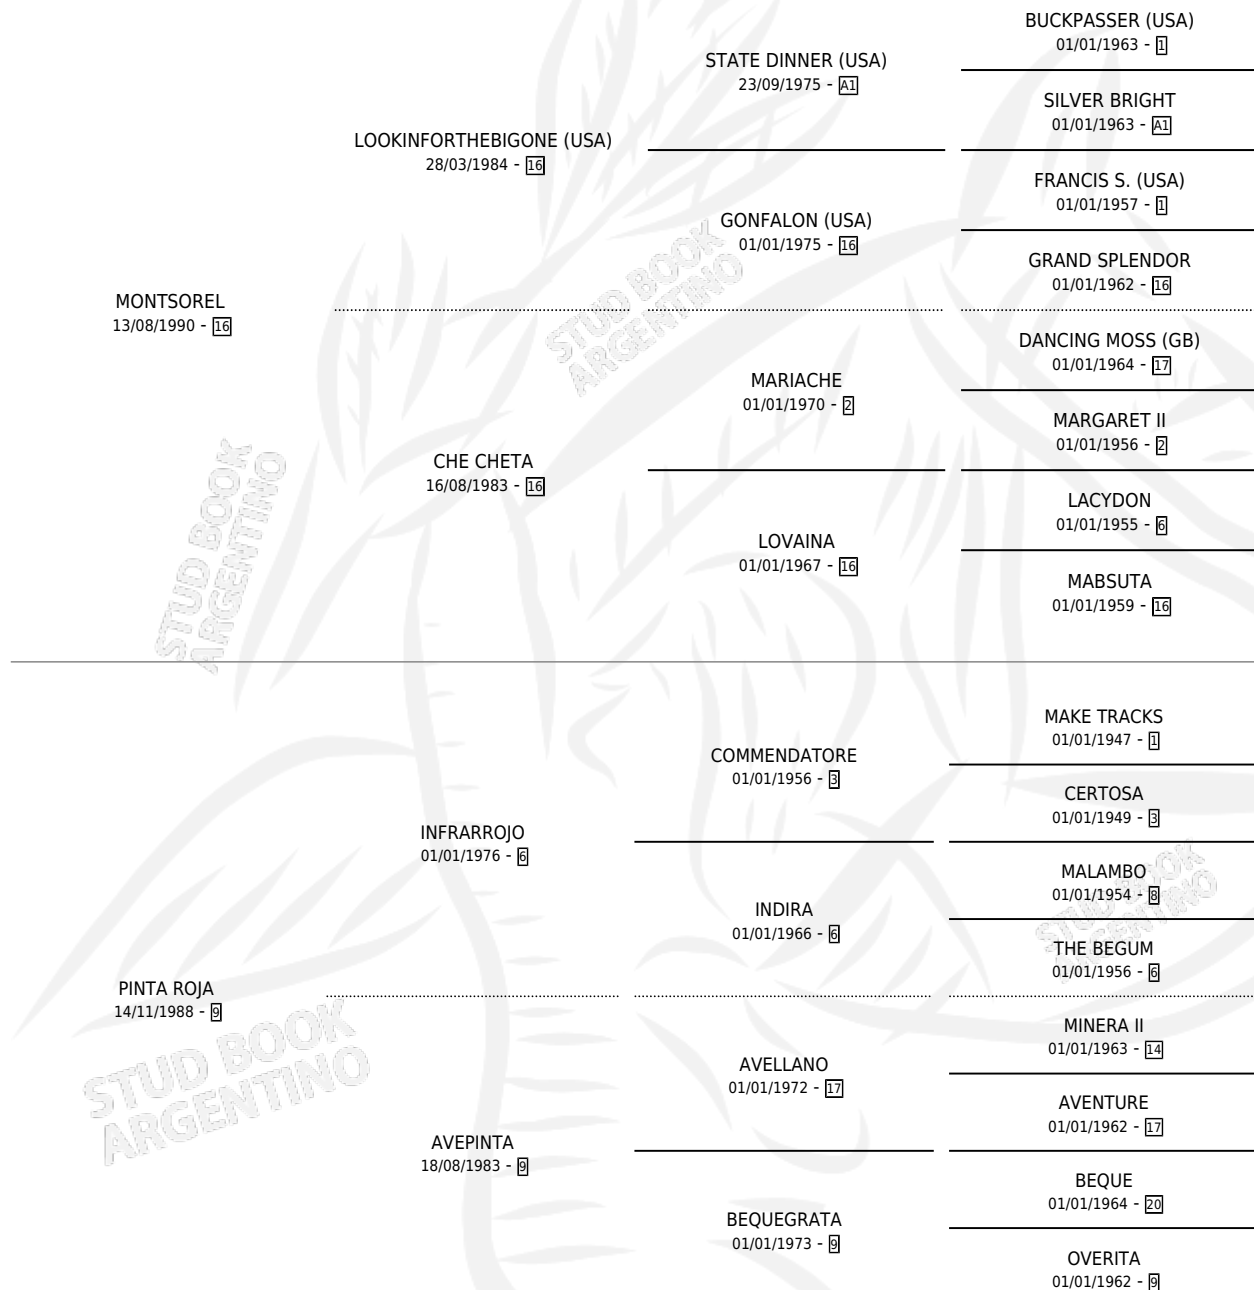 BUCKPASSER (USA)
01/01/1963 - 1
STATE DINNER (USA)
23/09/1975 - A1
SILVER BRIGHT
01/01/1963 - A1
LOOKINFORTHEBIGONE (USA)
28/03/1984 - 16
FRANCIS S. (USA)
01/01/1957 - 1
GONFALON (USA)
01/01/1975 - 16
GRAND SPLENDOR
01/01/1962 - 16
MONTSOREL
13/08/1990 - 16
DANCING MOSS (GB)
01/01/1964 - 17
MARIACHE
01/01/1970 - 2
MARGARET II
01/01/1956 - 2
CHE CHETA
16/08/1983 - 16
LACYDON
01/01/1955 - 6
LOVAINA
01/01/1967 - 16
MABSUTA
01/01/1959 - 16
STUD BOOK
ARGENTINO
STUD BOOK
ARGENTINO
MAKE TRACKS
01/01/1947 - 1
COMMENDATORE
01/01/1956 - 3
CERTOSA
01/01/1949 - 3
INFRARROJO
01/01/1976 - 6
MALAMBO
01/01/1954 - 8
INDIRA
01/01/1966 - 6
THE BEGUM
01/01/1956 - 6
PINTA ROJA
14/11/1988 - 9
MINERA II
01/01/1963 - 14
AVELLANO
01/01/1972 - 17
AVENTURE
01/01/1962 - 17
AVEPINTA
18/08/1983 - 9
BEQUE
01/01/1964 - 20
BEQUEGRATA
01/01/1973 - 9
OVERITA
01/01/1962 - 9
STUD BOOK
ARGENTINO
STUD BOOK
ARGENTINO